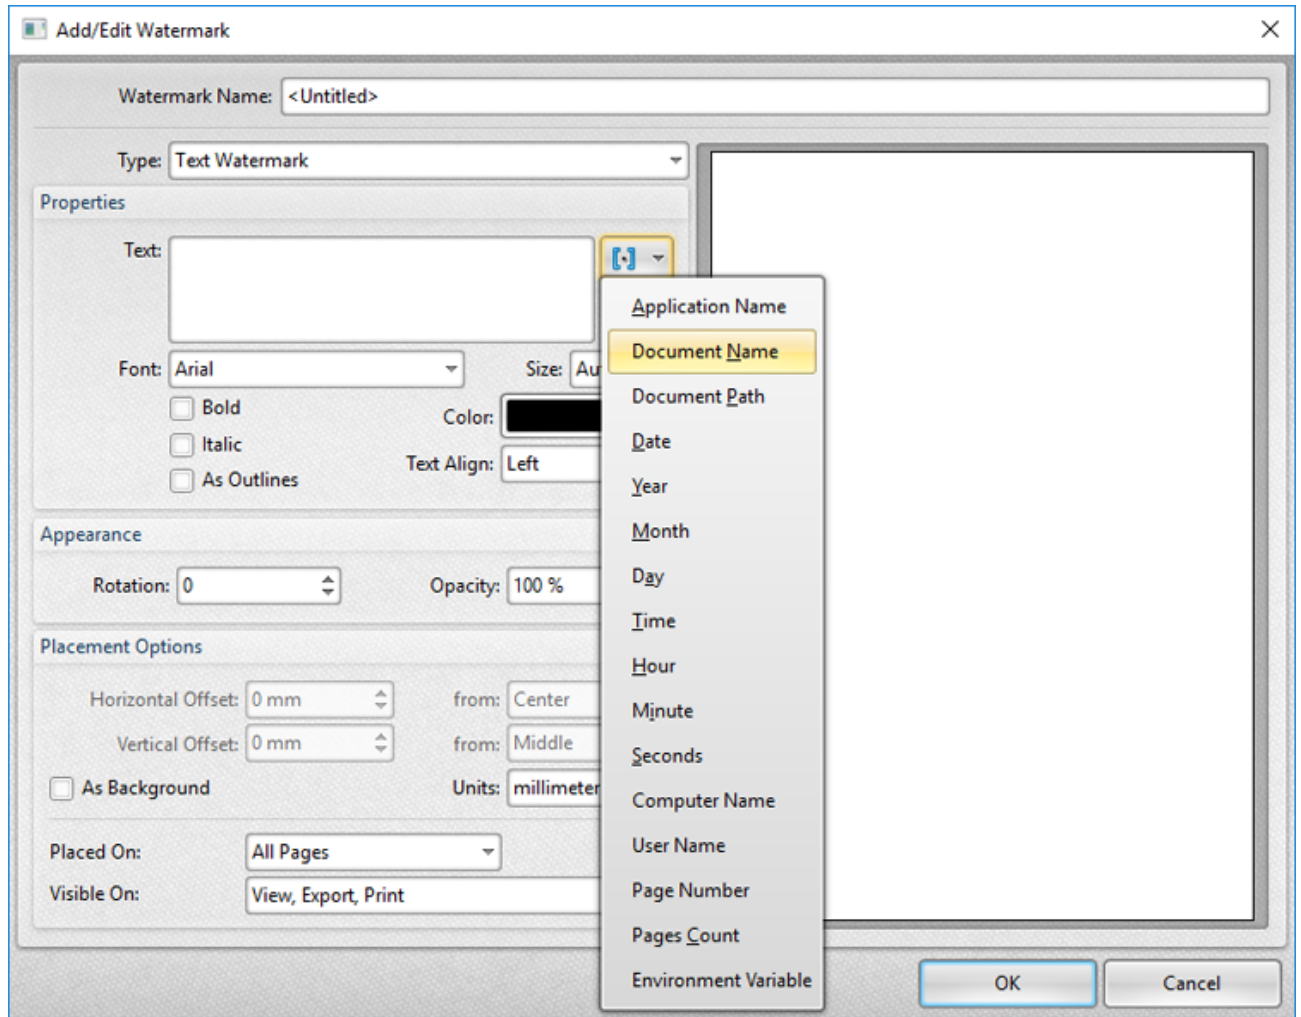 Add/Edit Watermark
Watermark Name: <Untitled>
Type: Text Watermark
Properties
Text:
Font: Arial
Size: Au
Bold
Color:
Italic
Text Align: Left
As Outlines
Appearance
Rotation: 0
Opacity: 100 %
Placement Options
Horizontal Offset: 0 mm
from: Center
Vertical Offset: 0 mm
from: Middle
As Background
Units: millimeter
Placed On: All Pages
Visible On: View, Export, Print
Application Name
Document Name
Document Path
Date
Year
Month
Day
Time
Hour
Minute
Seconds
Computer Name
User Name
Page Number
Pages Count
Environment Variable
OK
Cancel